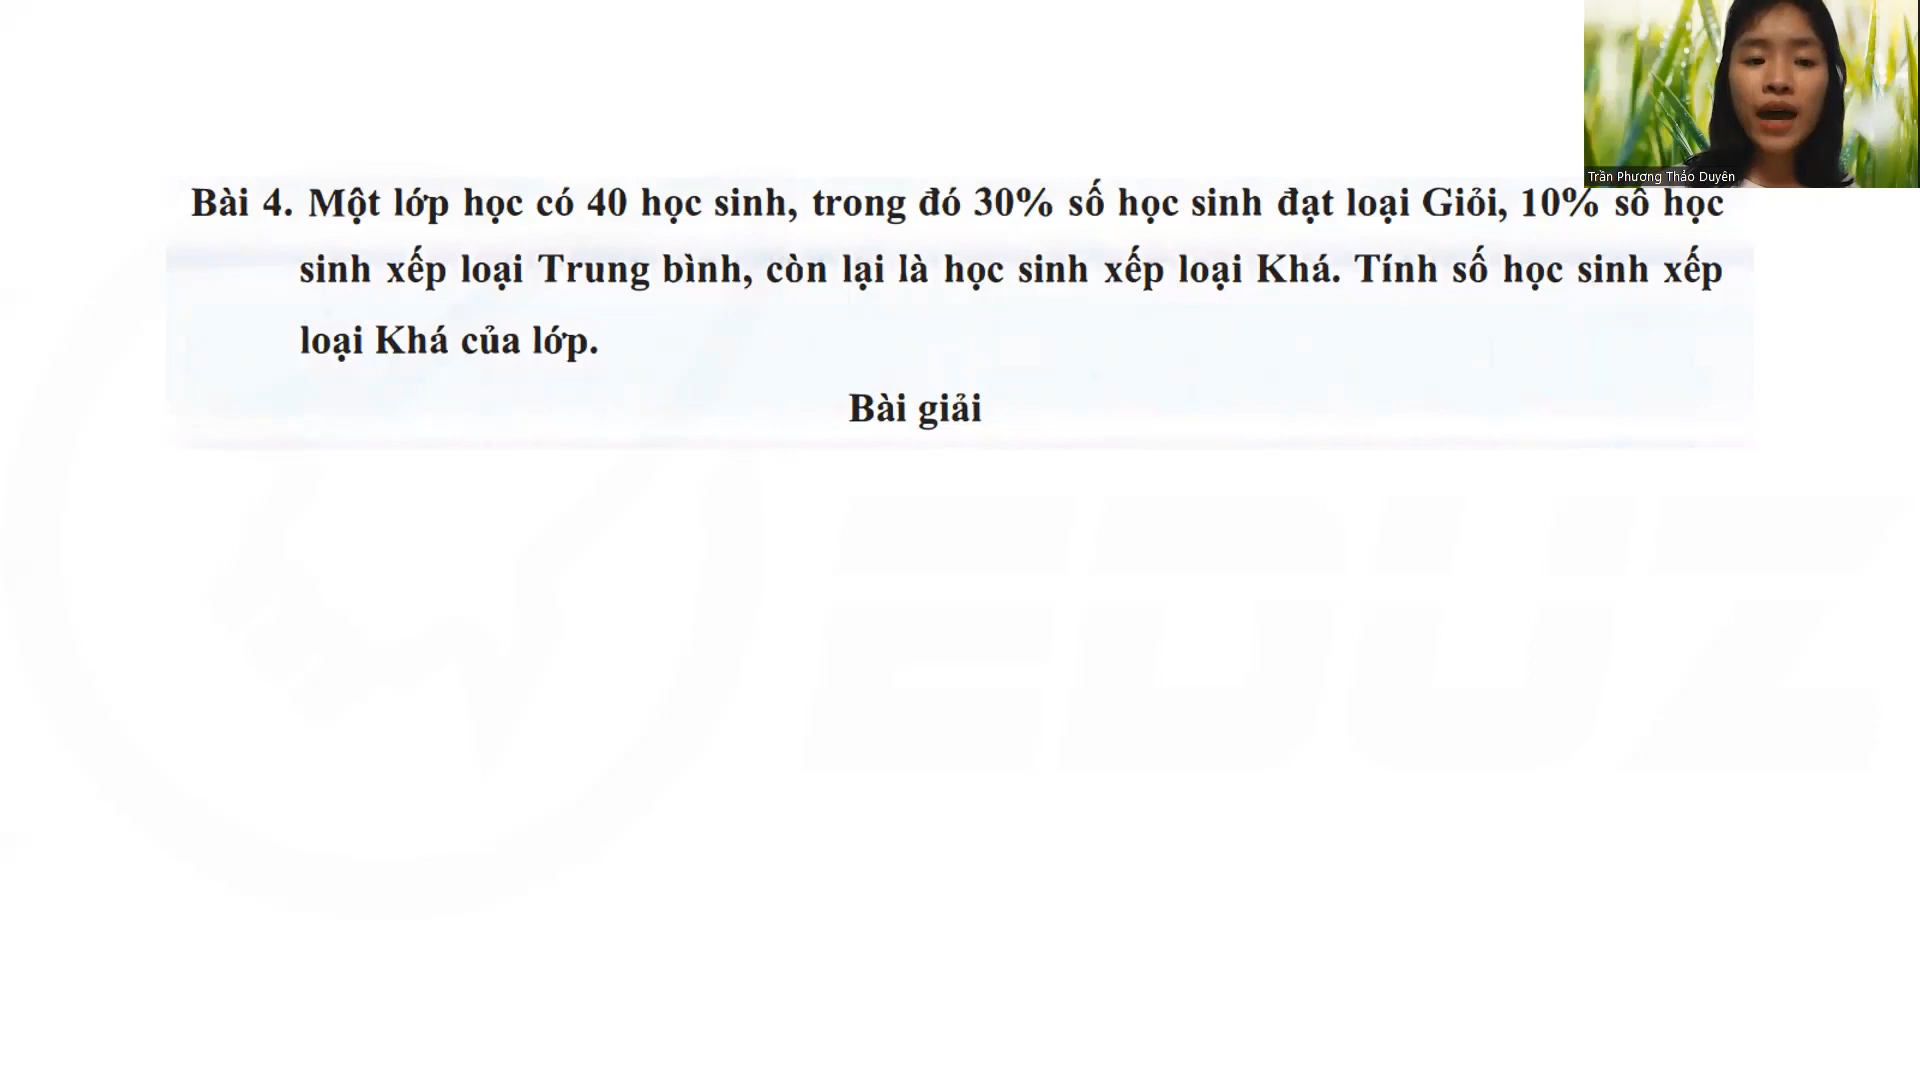 Trần Phương Thảo Duyên
Bài 4. Một lớp học có 40 học sinh, trong đó 30% số học sinh đạt loại Giỏi, 10% số học
sinh xếp loại Trung bình, còn lại là học sinh xếp loại Khá. Tính số học sinh xếp
loại Khá của lớp.
Bài giải
EDUZ